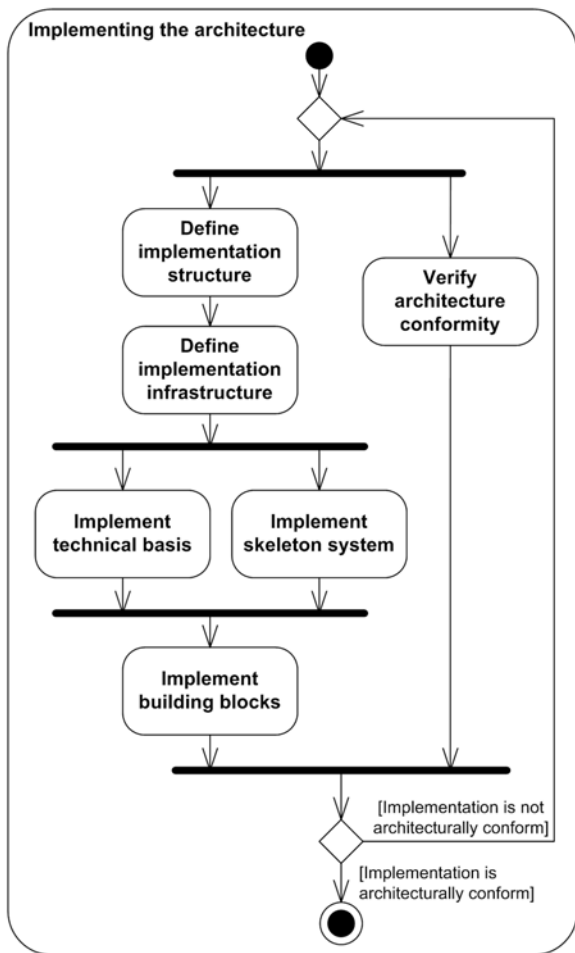 Implementing the architecture
Define
implementation
structure
Verify
architecture
conformity
Define
implementation
infrastructure
Implement
technical basis
Implement
skeleton system
Implement
building blocks
[Implementation is not
architecturally conform]
[Implementation is
architecturally conform]